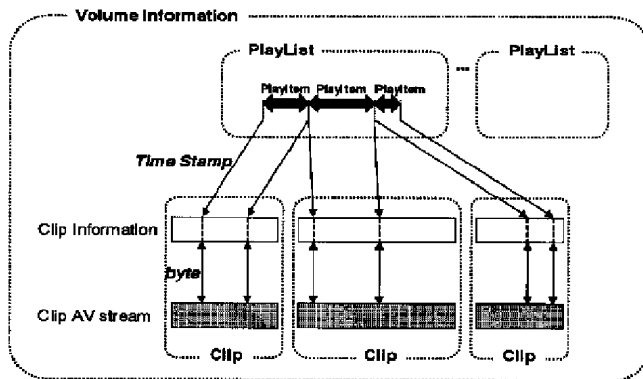 Volume Information
PlayList
PlayList
...
PlayItem PlayItem PlayItem
Time Stamp
Clip Information
byte
Clip AV stream
Clip
Clip
Clip